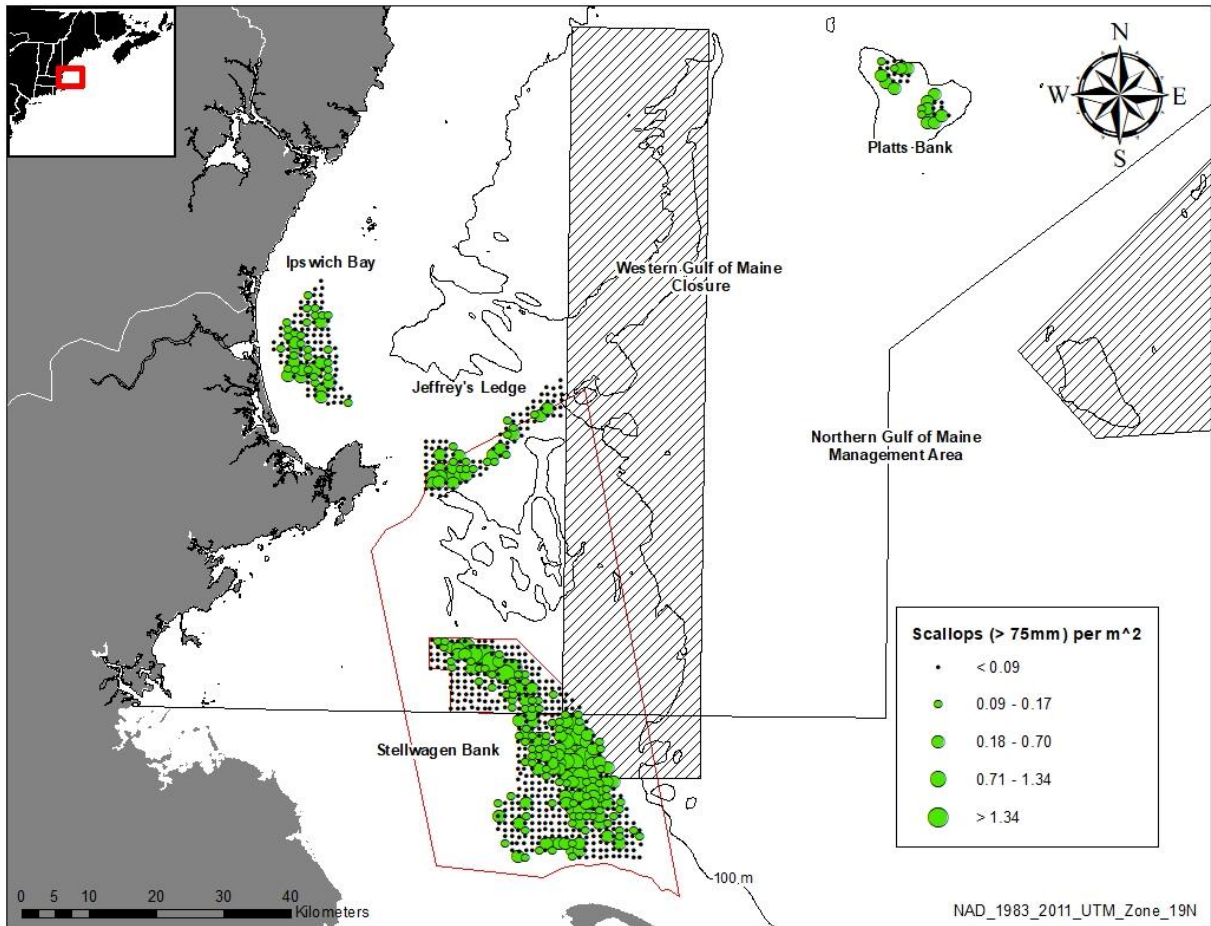 N
W
E
S
Platts Bank
Ipswich Bay
Western Gulf of Maine
Closure
Jeffrey's Ledge
Northern Gulf of Maine
Management Area
Stellwagen Bank
Scallops (> 75mm) per m^2
< 0.09
0.09 - 0.17
0.18 - 0.70
0.71 - 1.34
> 1.34
100 m
0 5 10 20 30 40
Kilometers
NAD_1983_2011_UTM_Zone_19N